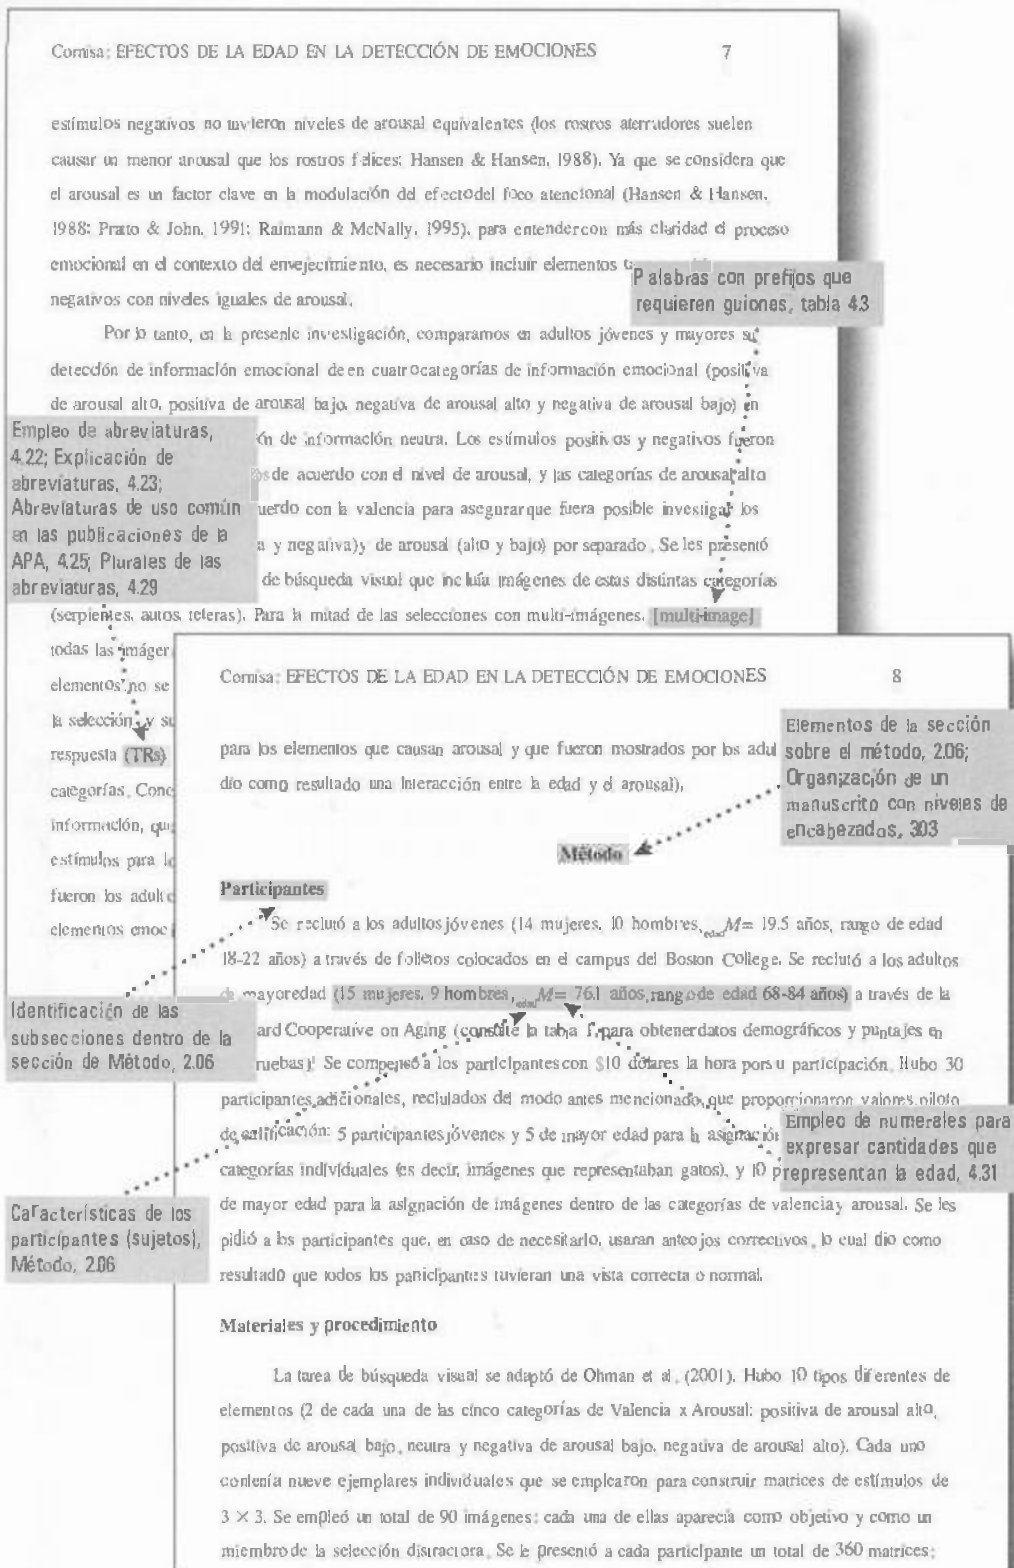 Cornisa: EFECTOS DE LA EDAD EN LA DETECCIÓN DE EMOCIONES 7
estímulos negativos no tuvieron niveles de arousal equivalentes (los rostros aterradores suelen
causar un menor arousal que los rostros felices; Hansen & Hansen, 1988). Ya que se considera que
el arousal es un factor clave en la modulación del efecto del foco atencional (Hansen & Hansen,
1988; Pratto & John, 1991; Raimann & McNally, 1995), para entender con más claridad el proceso
emocional en el contexto del envejecimiento, es necesario incluir elementos
negativos con niveles iguales de arousal.
Palabras con prefijos que
requieren guiones, tabla 4.3
Por lo tanto, en la presente investigación, comparamos en adultos jóvenes y mayores su
detección de información emocional de en cuatro categorías de información emocional (positiva
de arousal alto, positiva de arousal bajo, negativa de arousal alto y negativa de arousal bajo) en
ón de información neutra. Los estímulos positivos y negativos fueron
os de acuerdo con el nivel de arousal, y las categorías de arousal alto
uerdo con la valencia para asegurar que fuera posible investigar los
a y negativa) y de arousal (alto y bajo) por separado. Se les presentó
de búsqueda visual que incluía imágenes de estas distintas categorías
(serpientes, autos, teteras). Para la mitad de las selecciones con multi-imágenes, [multi-image]
todas las imágen
elementos no se
la selección y su
respuesta (TRs)
categorías. Conc
información, que
estímulos para lo
fueron los adulto
elementos emoci
Empleo de abreviaturas,
4.22; Explicación de
abreviaturas, 4.23;
Abreviaturas de uso común
en las publicaciones de la
APA, 4.25; Plurales de las
abreviaturas, 4.29
Cornisa: EFECTOS DE LA EDAD EN LA DETECCIÓN DE EMOCIONES 8
para los elementos que causan arousal y que fueron mostrados por los adul
dio como resultado una interacción entre la edad y el arousal).
Elementos de la sección
sobre el método, 2.06;
Organización de un
manuscrito con niveles de
encabezados, 3.03
Método
Participantes
Se reclutó a los adultos jóvenes (14 mujeres, 10 hombres, edad M = 19.5 años, rango de edad
18-22 años) a través de folletos colocados en el campus del Boston College. Se reclutó a los adultos
de mayor edad (15 mujeres, 9 hombres, edad M = 76.1 años, rango de edad 68-84 años) a través de la
ard Cooperative on Aging (consulte la tabla 1, para obtener datos demográficos y puntajes en
ruebas)¹ Se compensó a los participantes con $10 dólares la hora por su participación. Hubo 30
participantes adicionales, reclutados del modo antes mencionado, que proporcionaron valores piloto
de calificación: 5 participantes jóvenes y 5 de mayor edad para la asignación
categorías individuales (es decir, imágenes que representaban gatos), y 10 p
de mayor edad para la asignación de imágenes dentro de las categorías de valencia y arousal. Se les
pidió a los participantes que, en caso de necesitarlo, usaran anteojos correctivos, lo cual dio como
resultado que todos los participantes tuvieran una vista correcta o normal.
Identificación de las
subsecciones dentro de la
sección de Método, 2.06
Empleo de numerales para
expresar cantidades que
representan la edad, 4.31
Características de los
participantes (sujetos),
Método, 2.06
Materiales y procedimiento
La tarea de búsqueda visual se adaptó de Ohman et al. (2001). Hubo 10 tipos diferentes de
elementos (2 de cada una de las cinco categorías de Valencia x Arousal: positiva de arousal alto,
positiva de arousal bajo, neutra y negativa de arousal bajo, negativa de arousal alto). Cada uno
contenía nueve ejemplares individuales que se emplearon para construir matrices de estímulos de
3 × 3. Se empleó un total de 90 imágenes; cada una de ellas aparecía como objetivo y como un
miembro de la selección distractora. Se le presentó a cada participante un total de 360 matrices;